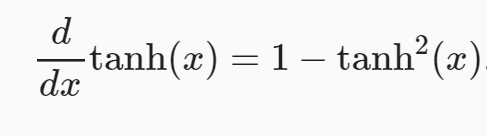 d/dx tanh(x) = 1 − tanh²(x).